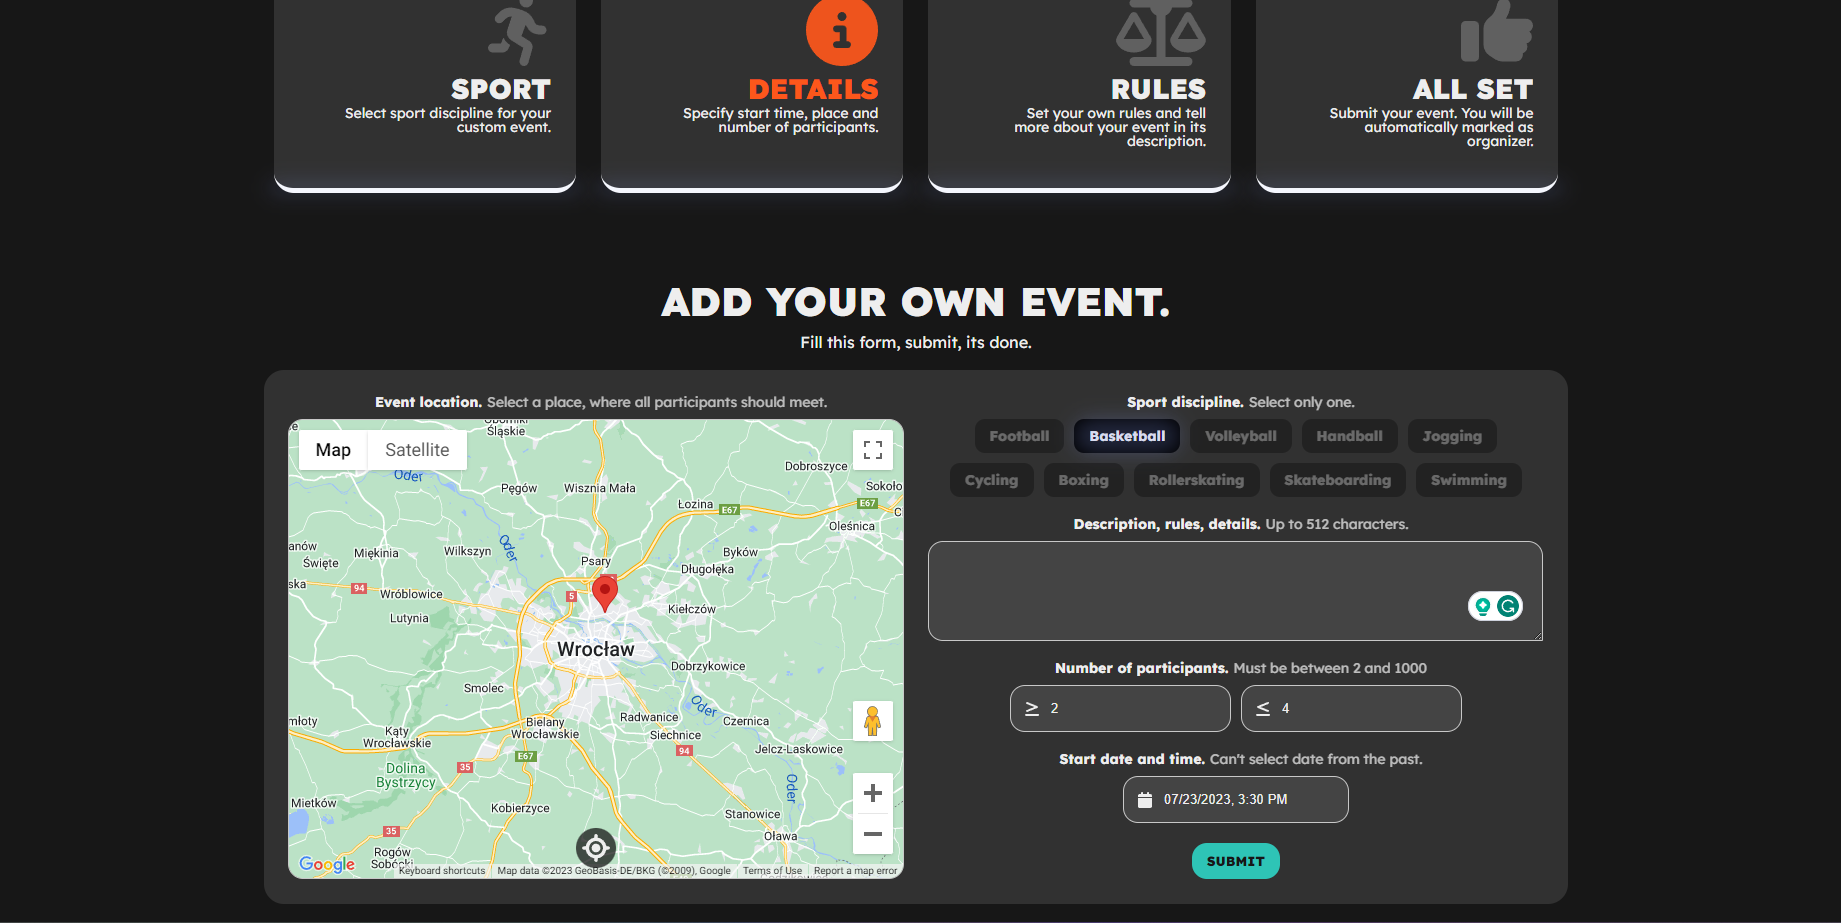 SPORT
Select sport discipline for your
custom event.
DETAILS
Specify start time, place and
number of participants.
RULES
Set your own rules and tell
more about your event in its
description.
ALL SET
Submit your event. You will be
automatically marked as
organizer.
ADD YOUR OWN EVENT.
Fill this form, submit, its done.
Event location. Select a place, where all participants should meet.
Map
Satellite
Śląskie
Oder
Dobroszyce
Pęgów
Wisznia Mała
Sokoło
Łozina
E67
E67
Oleśnica
Oder
anów
Święte
Miękinia
Wilkszyn
Psary
Byków
Długołęka
ska
94
Wróblowice
5
Kiełczów
Lutynia
Wrocław
Dobrzykowice
Smolec
Oder
młoty
Kąty
Wrocławskie
Bielany
Wrocławskie
Radwanice
Czernica
Siechnice
E67
94
Jelcz-Laskowice
35
Dolina
Bystrzycy
Oder
Mietków
Kobierzyce
Stanowice
35
Oława
Rogów
Sobócki
Google
Keyboard shortcuts
Map data ©2023 GeoBasis-DE/BKG (©2009), Google
Terms of Use
Report a map error
Sport discipline. Select only one.
Football
Basketball
Volleyball
Handball
Jogging
Cycling
Boxing
Rollerskating
Skateboarding
Swimming
Description, rules, details. Up to 512 characters.
Number of participants. Must be between 2 and 1000
≥ 2
≤ 4
Start date and time. Can't select date from the past.
07/23/2023, 3:30 PM
SUBMIT